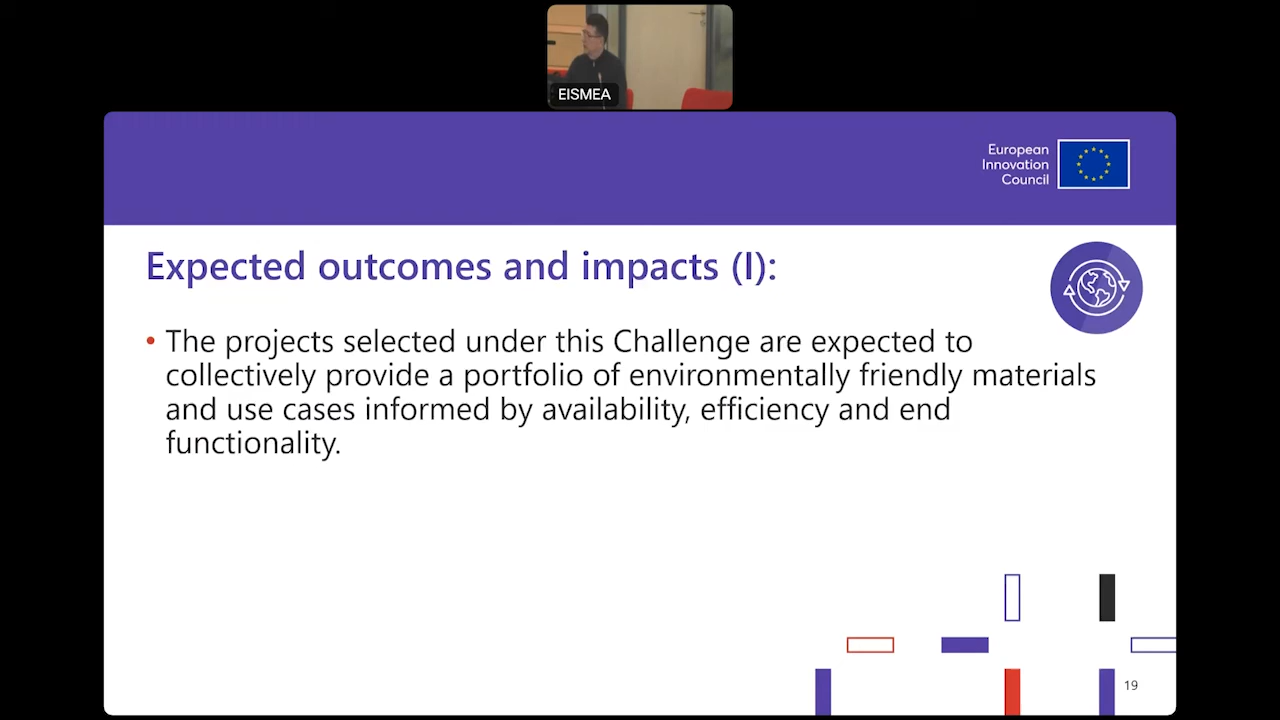 EISMEA
European
Innovation
Council
Expected outcomes and impacts (I):
• The projects selected under this Challenge are expected to
collectively provide a portfolio of environmentally friendly materials
and use cases informed by availability, efficiency and end
functionality.
19